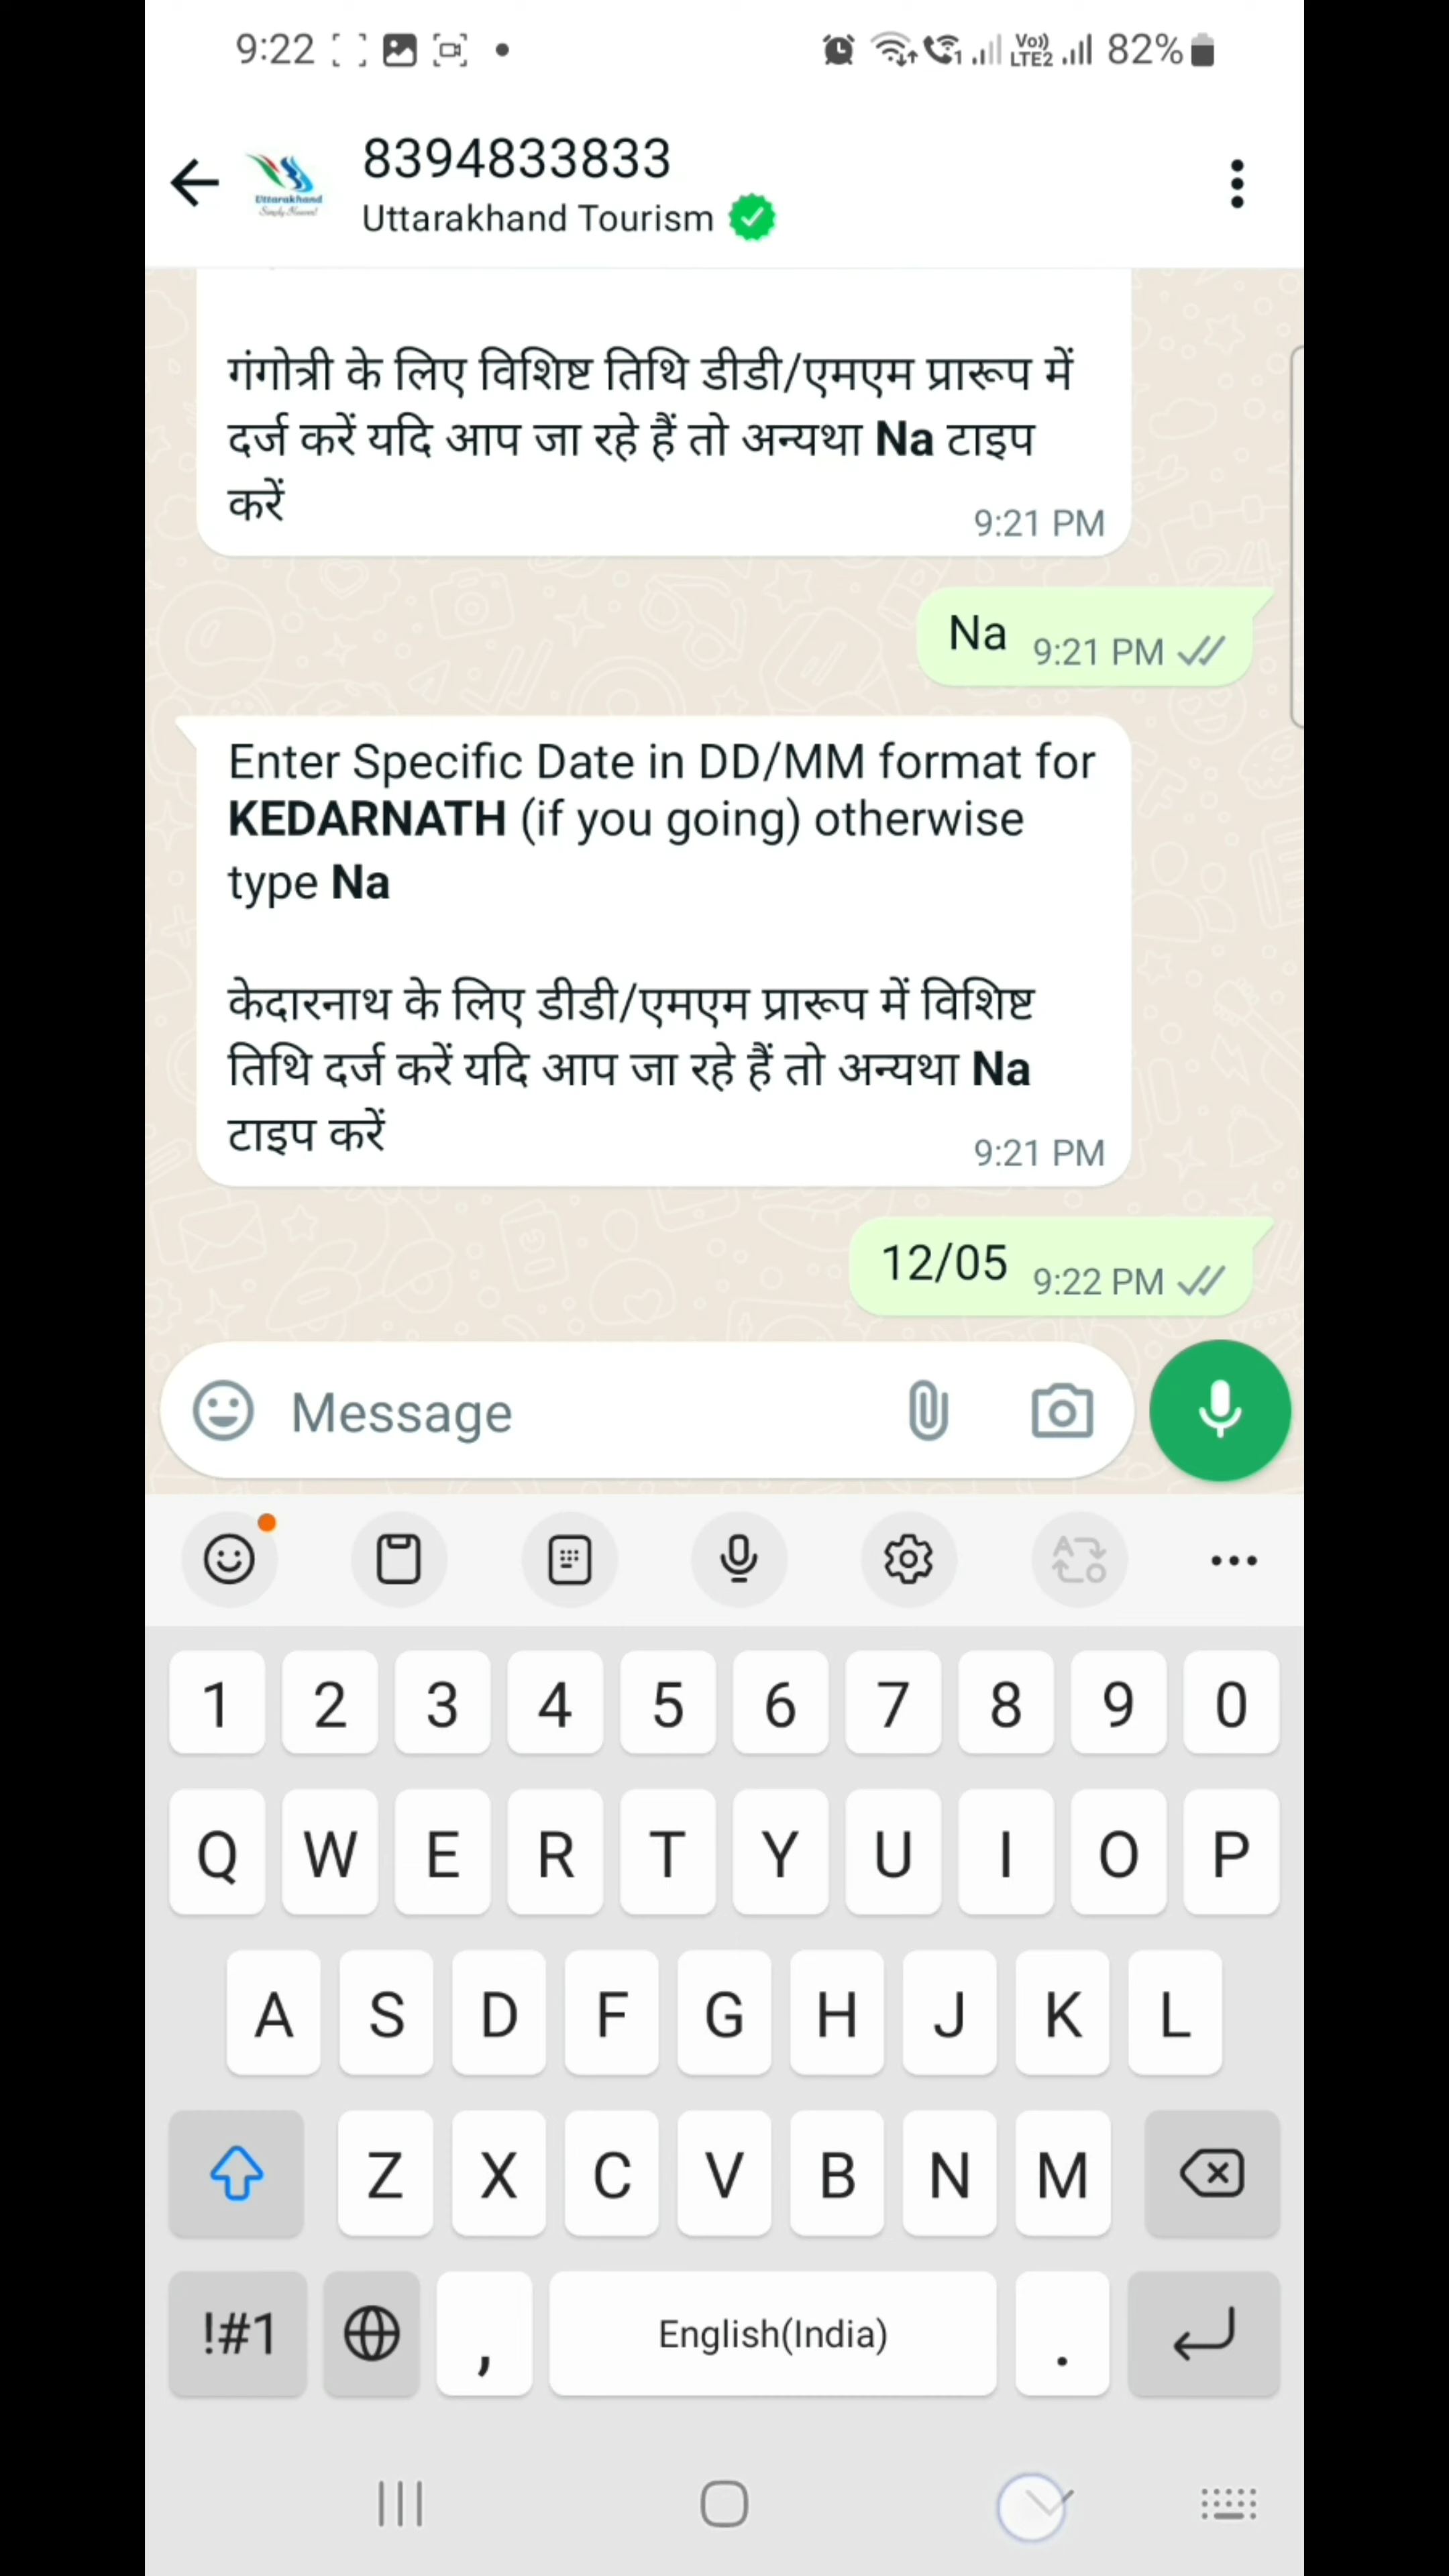 9:22
Vo))
LTE2
82%
8394833833
Uttarakhand
Uttarakhand Tourism
गंगोत्री के लिए विशिष्ट तिथि डीडी/एमएम प्रारूप में
दर्ज करें यदि आप जा रहे हैं तो अन्यथा Na टाइप
करें
9:21 PM
Na 9:21 PM
Enter Specific Date in DD/MM format for
KEDARNATH (if you going) otherwise
type Na
केदारनाथ के लिए डीडी/एमएम प्रारूप में विशिष्ट
तिथि दर्ज करें यदि आप जा रहे हैं तो अन्यथा Na
टाइप करें
9:21 PM
12/05 9:22 PM
Message
1 2 3 4 5 6 7 8 9 0
Q W E R T Y U I O P
A S D F G H J K L
Z X C V B N M
!#1 , English(India) .